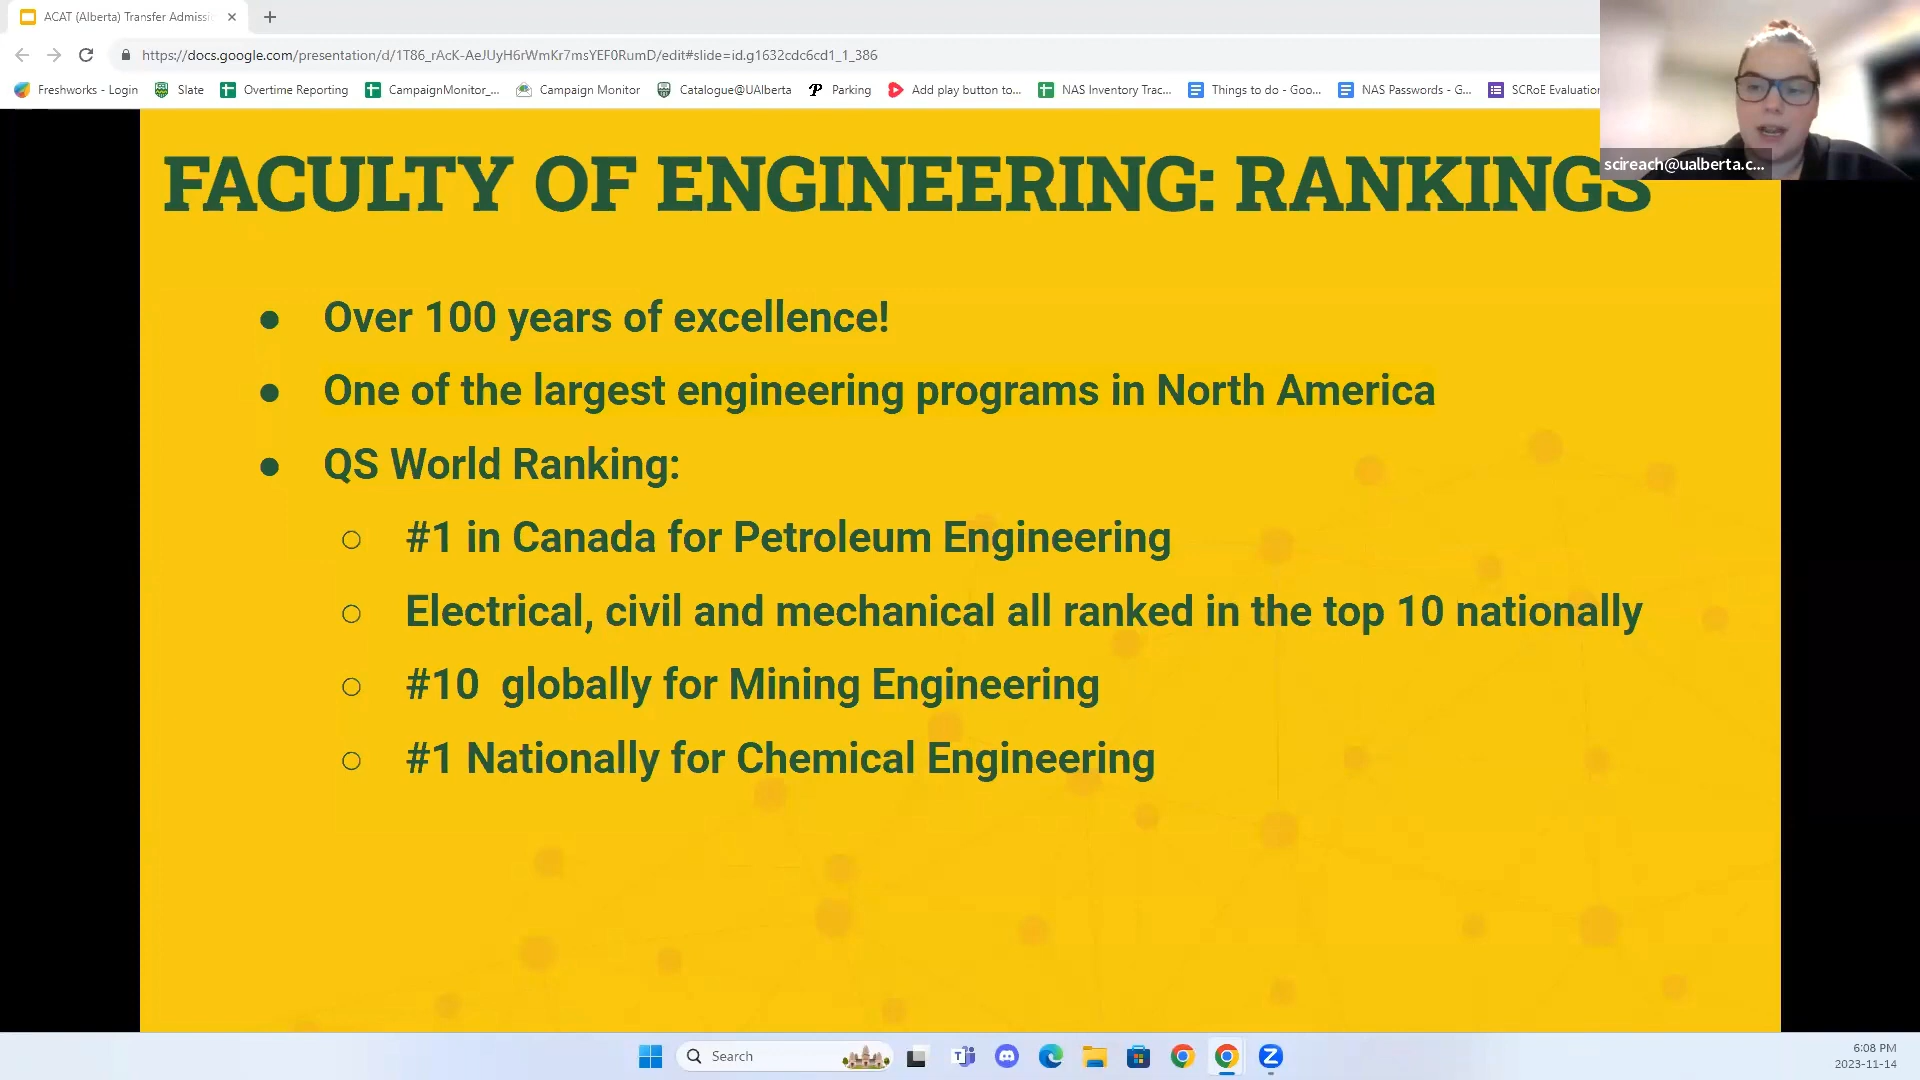 ACAT (Alberta) Transfer Admissi
https://docs.google.com/presentation/d/1T86_rAcK-AeJUyH6rWmKr7msYEF0RumD/edit#slide=id.g1632cdc6cd1_1_386
Freshworks - Login Slate Overtime Reporting CampaignMonitor_... Campaign Monitor Catalogue@UAlberta Parking Add play button to... NAS Inventory Trac... Things to do - Goo... NAS Passwords - G... SCRoE Evaluation
scireach@ualberta.c...
FACULTY OF ENGINEERING: RANKINGS
● Over 100 years of excellence!
● One of the largest engineering programs in North America
● QS World Ranking:
○ #1 in Canada for Petroleum Engineering
○ Electrical, civil and mechanical all ranked in the top 10 nationally
○ #10 globally for Mining Engineering
○ #1 Nationally for Chemical Engineering
Search
6:08 PM
2023-11-14